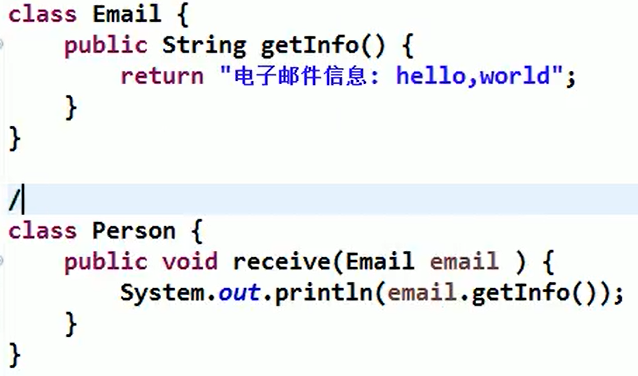 class Email {
    public String getInfo() {
        return "电子邮件信息: hello,world";
    }
}
/
class Person {
    public void receive(Email email ) {
        System.out.println(email.getInfo());
    }
}